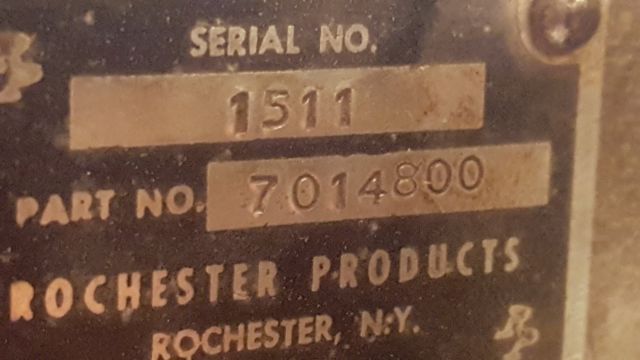 SERIAL NO.
1511
PART NO. 7014800
ROCHESTER PRODUCTS
ROCHESTER, N.Y.